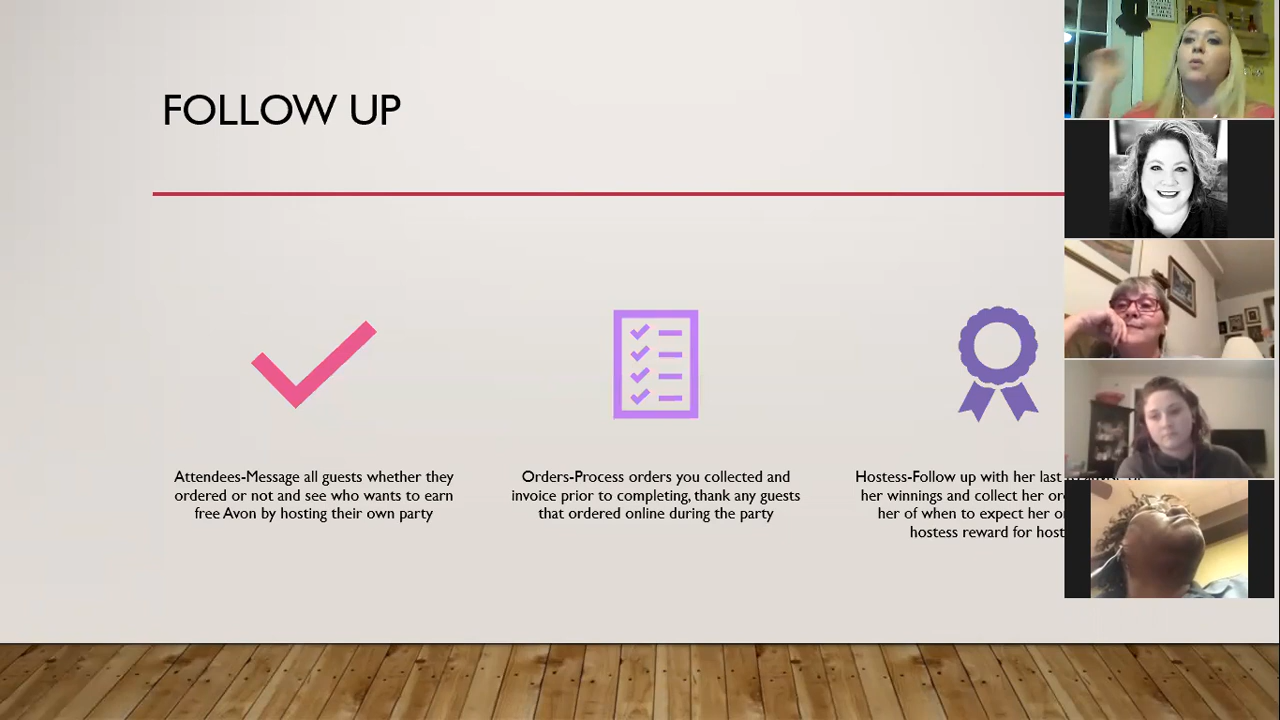 FOLLOW UP
Attendees-Message all guests whether they
ordered or not and see who wants to earn
free Avon by hosting their own party
Orders-Process orders you collected and
invoice prior to completing, thank any guests
that ordered online during the party
Hostess-Follow up with her last
her winnings and collect her
her of when to expect her
hostess reward for